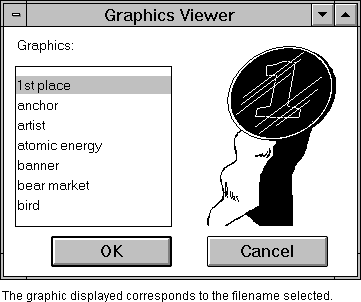 Graphics Viewer
Graphics:
1st place
anchor
artist
atomic energy
banner
bear market
bird
1
OK
Cancel
The graphic displayed corresponds to the filename selected.